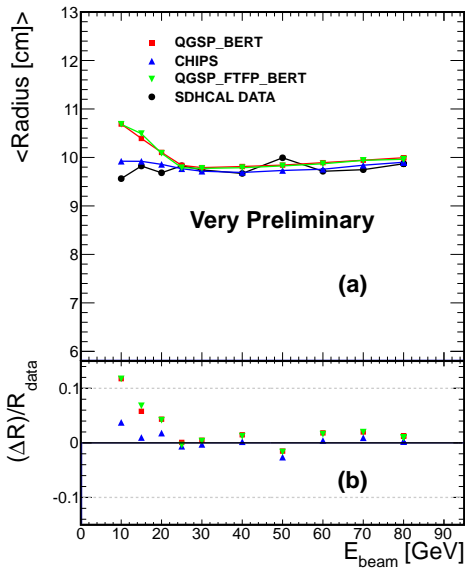 <Radius [cm]>
13
12
11
10
9
8
7
6
QGSP_BERT
CHIPS
QGSP_FTFP_BERT
SDHCAL DATA
Very Preliminary
(a)
(ΔR)/R_data
0.1
0
-0.1
(b)
0 10 20 30 40 50 60 70 80 90
E_beam [GeV]